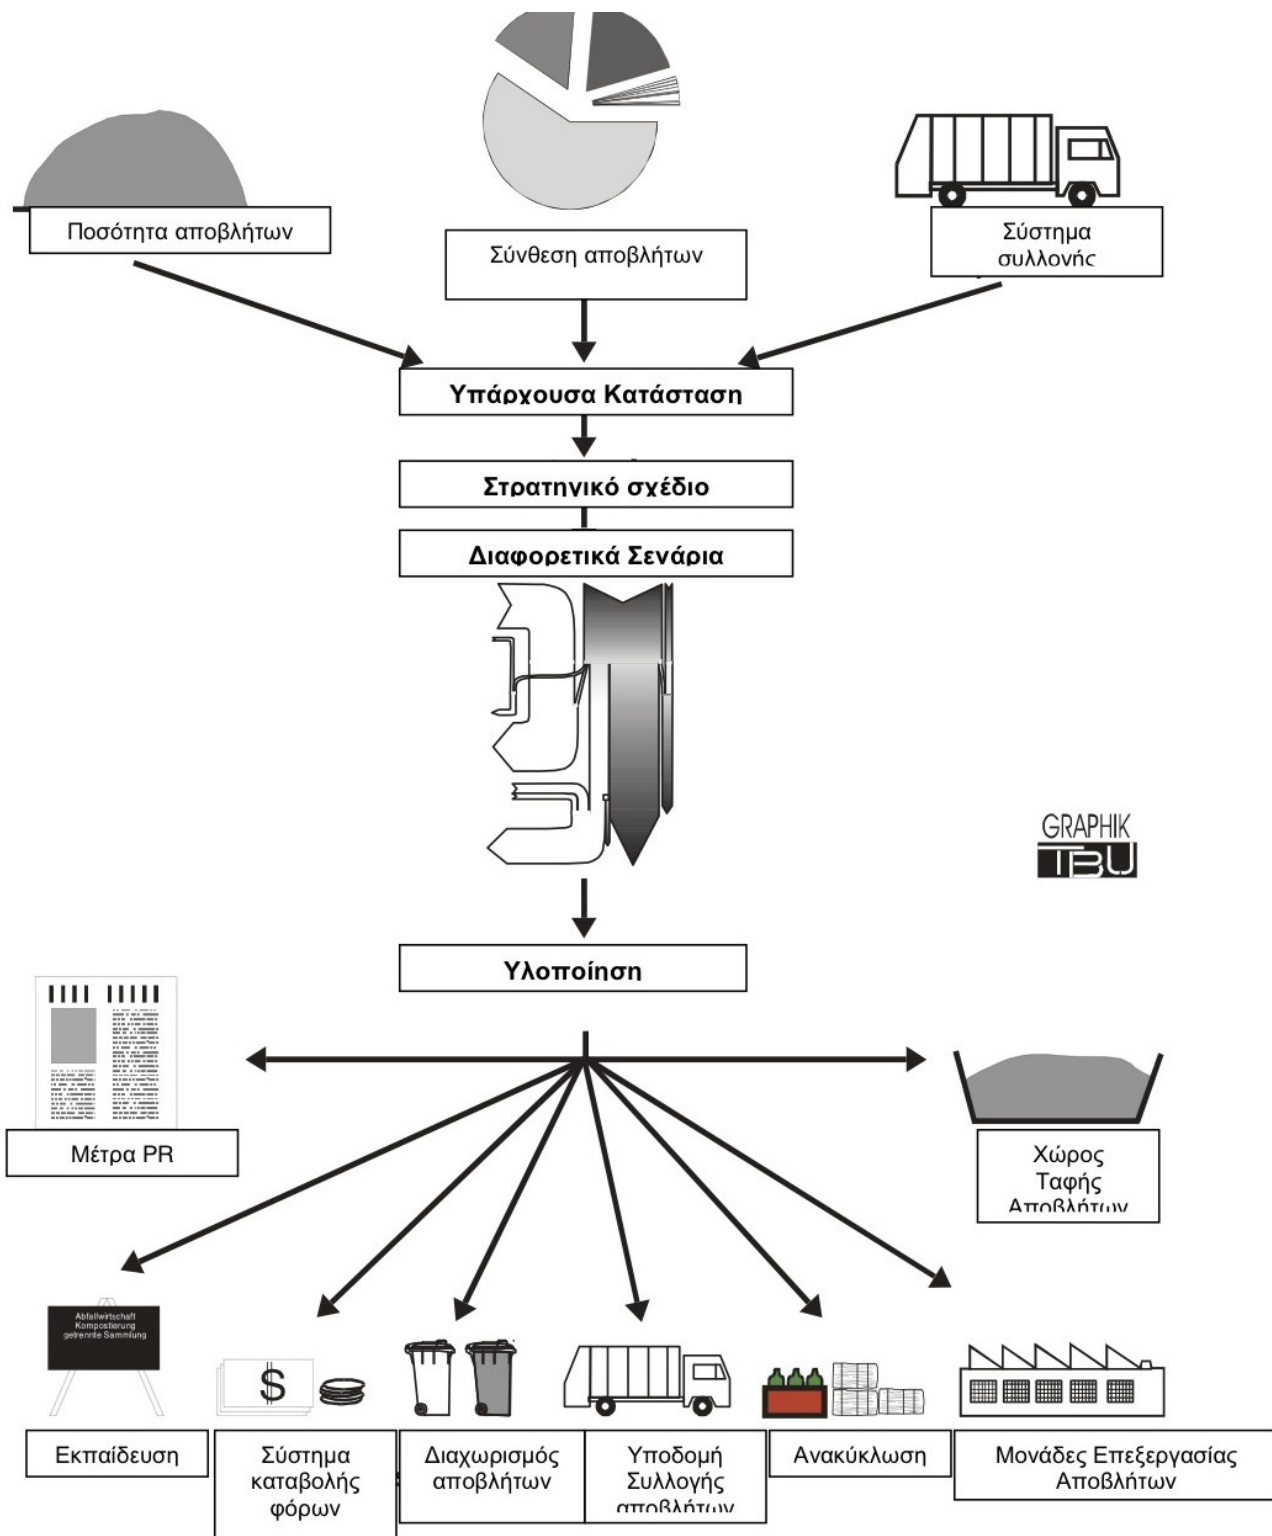 Ποσότητα αποβλήτων
Σύνθεση αποβλήτων
Σύστημα
συλλογής
Υπάρχουσα Κατάσταση
Στρατηγικό σχέδιο
Διαφορετικά Σενάρια
GRAPHIK
TBU
Υλοποίηση
Μέτρα PR
Χώρος
Ταφής
Αποβλήτων
Abfallwirtschaft
Kompostierung
getrennte Sammlung
$
Εκπαίδευση
Σύστημα
καταβολής
φόρων
Διαχωρισμός
αποβλήτων
Υποδομή
Συλλογής
αποβλήτων
Ανακύκλωση
Μονάδες Επεξεργασίας
Αποβλήτων